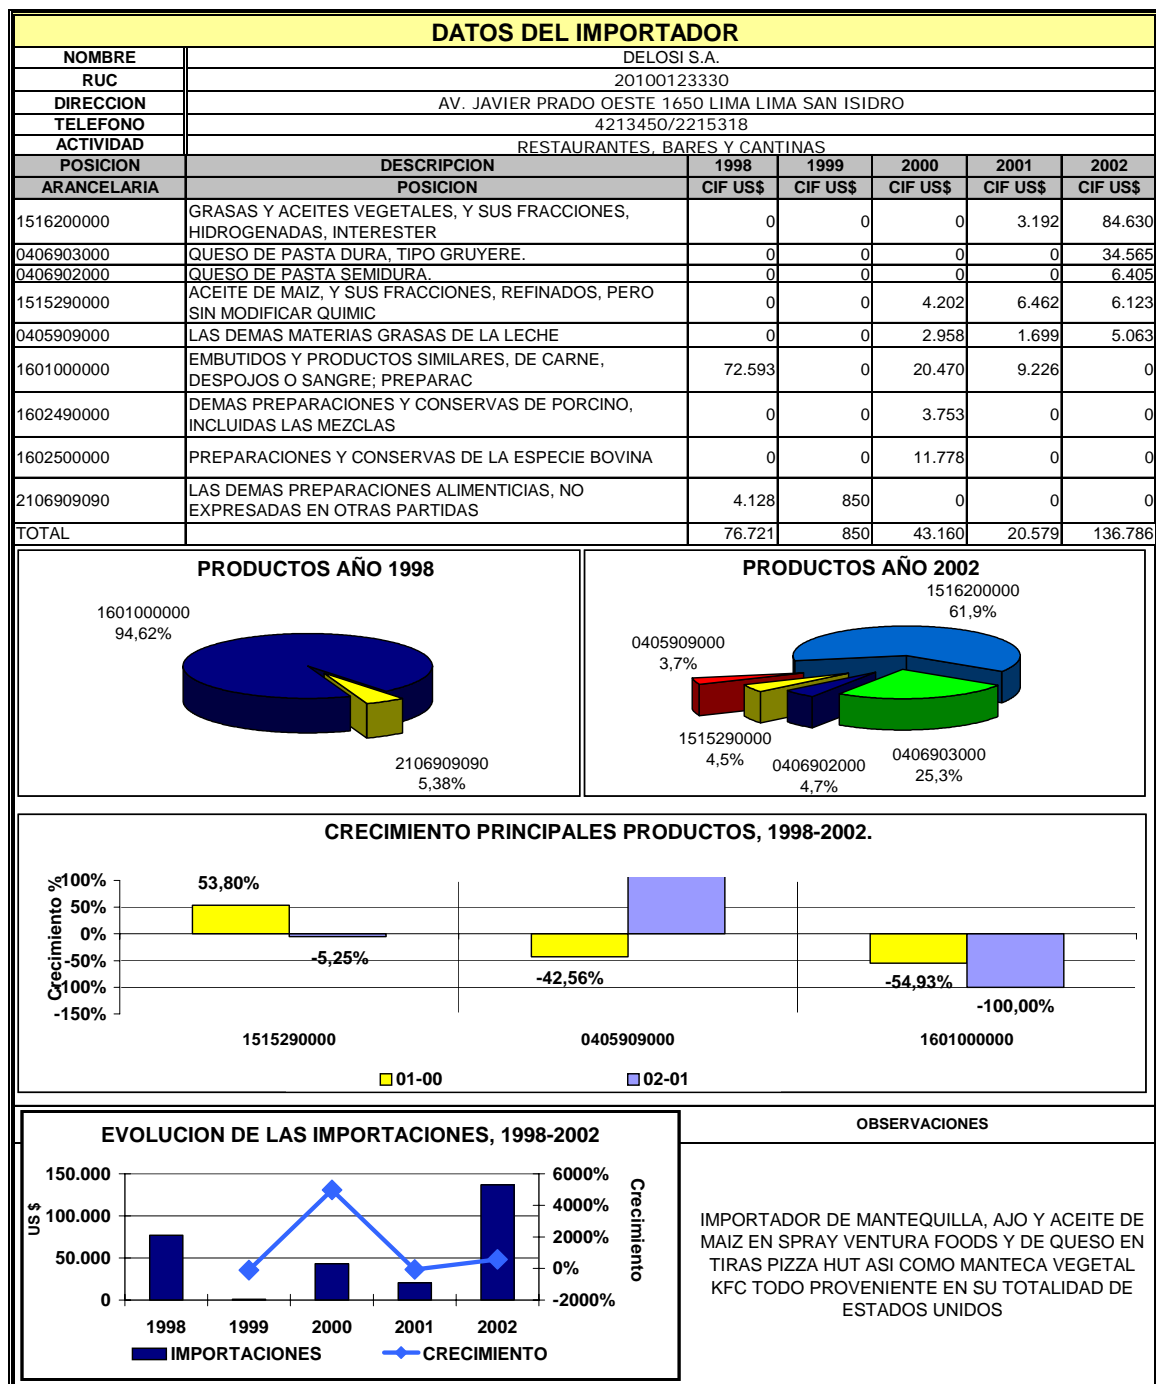 DATOS DEL IMPORTADOR
NOMBRE DELOSI S.A.
RUC 20100123330
DIRECCION AV. JAVIER PRADO OESTE 1650 LIMA LIMA SAN ISIDRO
TELEFONO 4213450/2215318
ACTIVIDAD RESTAURANTES, BARES Y CANTINAS
POSICION DESCRIPCION 1998 1999 2000 2001 2002
ARANCELARIA POSICION CIF US$ CIF US$ CIF US$ CIF US$ CIF US$
1516200000 GRASAS Y ACEITES VEGETALES, Y SUS FRACCIONES, HIDROGENADAS, INTERESTER 0 0 0 3.192 84.630
0406903000 QUESO DE PASTA DURA, TIPO GRUYERE. 0 0 0 0 34.565
0406902000 QUESO DE PASTA SEMIDURA. 0 0 0 0 6.405
1515290000 ACEITE DE MAIZ, Y SUS FRACCIONES, REFINADOS, PERO SIN MODIFICAR QUIMIC 0 0 4.202 6.462 6.123
0405909000 LAS DEMAS MATERIAS GRASAS DE LA LECHE 0 0 2.958 1.699 5.063
1601000000 EMBUTIDOS Y PRODUCTOS SIMILARES, DE CARNE, DESPOJOS O SANGRE; PREPARAC 72.593 0 20.470 9.226 0
1602490000 DEMAS PREPARACIONES Y CONSERVAS DE PORCINO, INCLUIDAS LAS MEZCLAS 0 0 3.753 0 0
1602500000 PREPARACIONES Y CONSERVAS DE LA ESPECIE BOVINA 0 0 11.778 0 0
2106909090 LAS DEMAS PREPARACIONES ALIMENTICIAS, NO EXPRESADAS EN OTRAS PARTIDAS 4.128 850 0 0 0
TOTAL 76.721 850 43.160 20.579 136.786
PRODUCTOS AÑO 1998
1601000000
94,62%
2106909090
5,38%
PRODUCTOS AÑO 2002
1516200000
61,9%
0405909000
3,7%
1515290000
4,5%
0406902000
4,7%
0406903000
25,3%
CRECIMIENTO PRINCIPALES PRODUCTOS, 1998-2002.
Crecimiento %
100%
50%
0%
-50%
-100%
-150%
53,80%
-5,25%
-42,56%
-54,93%
-100,00%
1515290000 0405909000 1601000000
01-00 02-01
EVOLUCION DE LAS IMPORTACIONES, 1998-2002
US $
150.000
100.000
50.000
0
6000%
4000%
2000%
0%
-2000%
Crecimiento
1998 1999 2000 2001 2002
IMPORTACIONES CRECIMIENTO
OBSERVACIONES
IMPORTADOR DE MANTEQUILLA, AJO Y ACEITE DE
MAIZ EN SPRAY VENTURA FOODS Y DE QUESO EN
TIRAS PIZZA HUT ASI COMO MANTECA VEGETAL
KFC TODO PROVENIENTE EN SU TOTALIDAD DE
ESTADOS UNIDOS